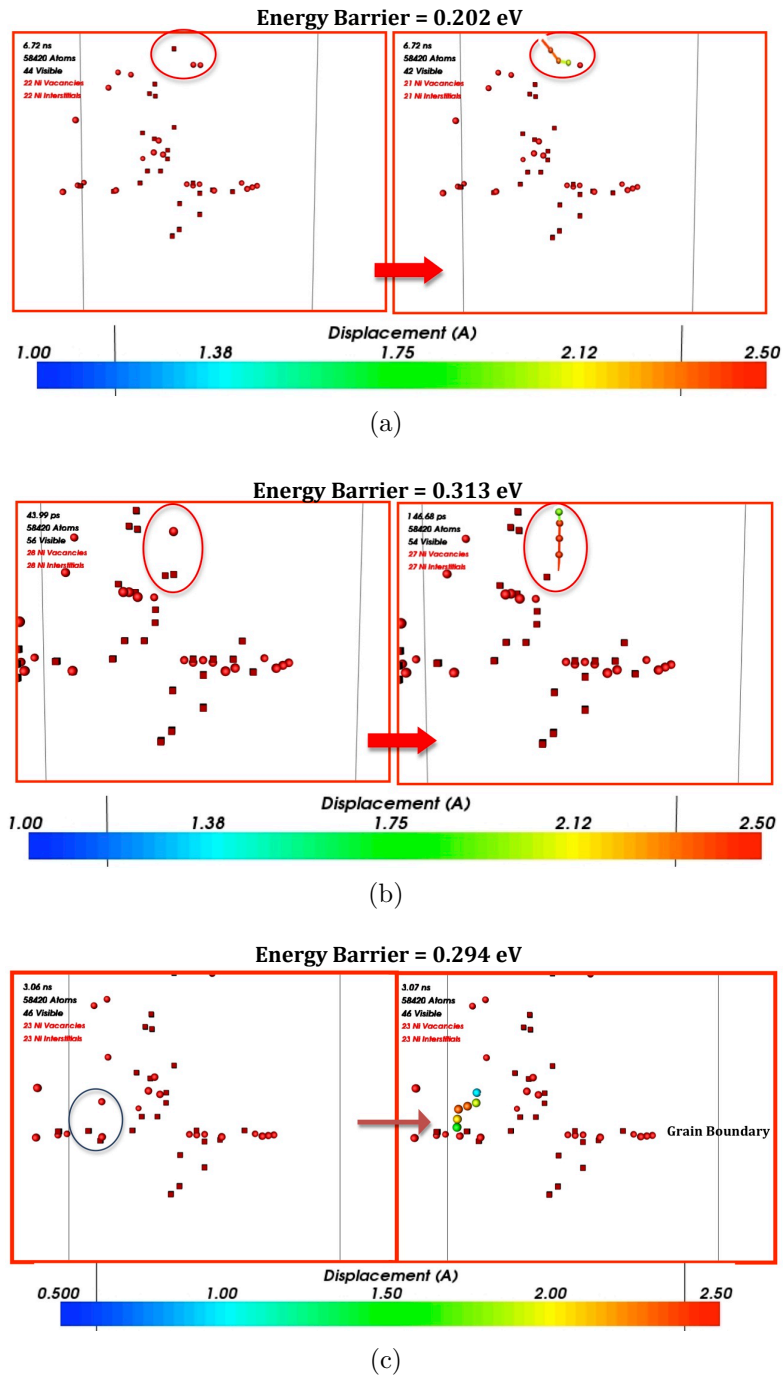 Energy Barrier = 0.202 eV
6.72 ns
58420 Atoms
44 Visible
22 Ni Vacancies
22 Ni Interstitials
6.72 ns
58420 Atoms
42 Visible
21 Ni Vacancies
21 Ni Interstitials
Displacement (A)
1.00 1.38 1.75 2.12 2.50
(a)
Energy Barrier = 0.313 eV
43.99 ps
58420 Atoms
56 Visible
28 Ni Vacancies
28 Ni Interstitials
146.68 ps
58420 Atoms
54 Visible
27 Ni Vacancies
27 Ni Interstitials
Displacement (A)
1.00 1.38 1.75 2.12 2.50
(b)
Energy Barrier = 0.294 eV
3.06 ns
58420 Atoms
46 Visible
23 Ni Vacancies
23 Ni Interstitials
3.07 ns
58420 Atoms
46 Visible
23 Ni Vacancies
23 Ni Interstitials
Grain Boundary
Displacement (A)
0.500 1.00 1.50 2.00 2.50
(c)